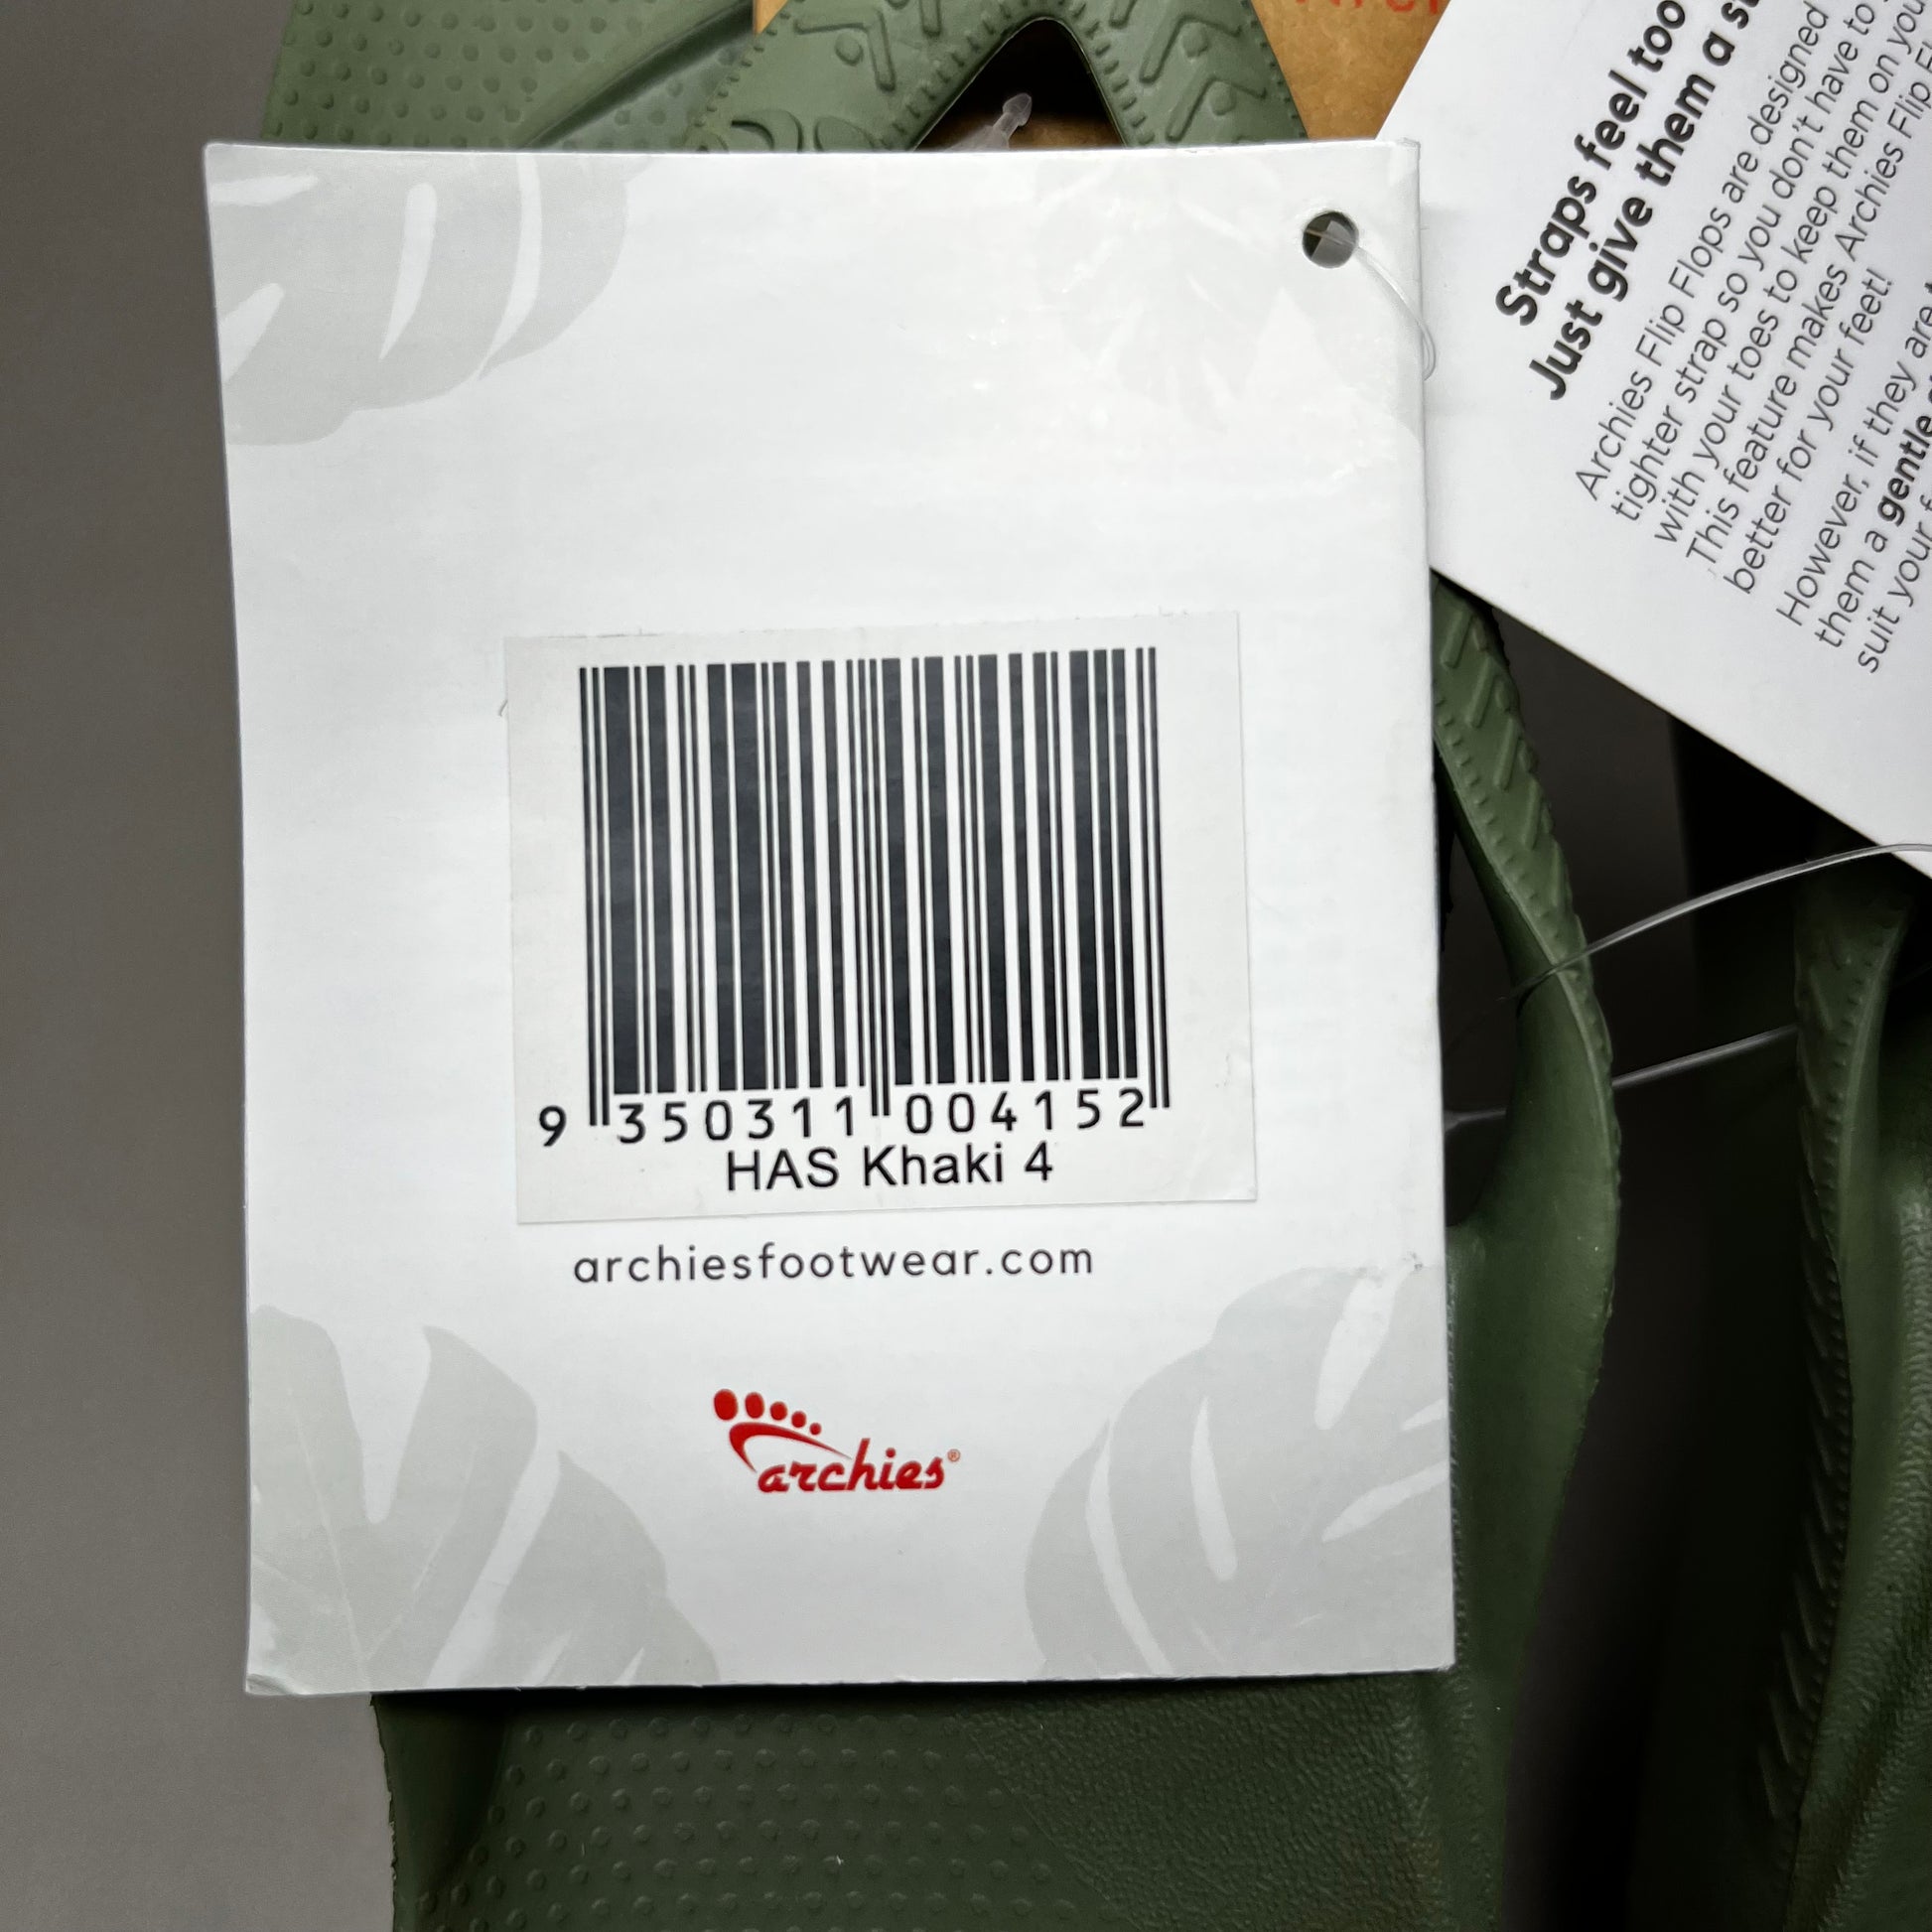 9 350311 004152
HAS Khaki 4
archiesfootwear.com
archies®
Straps feel too
Just give them a
Archies Flip Flops are designed
tighter strap so you don't have to
with your toes to keep them on
This feature makes Archies Flip
better for your feet!
However, if they are
them a gentle
suit your